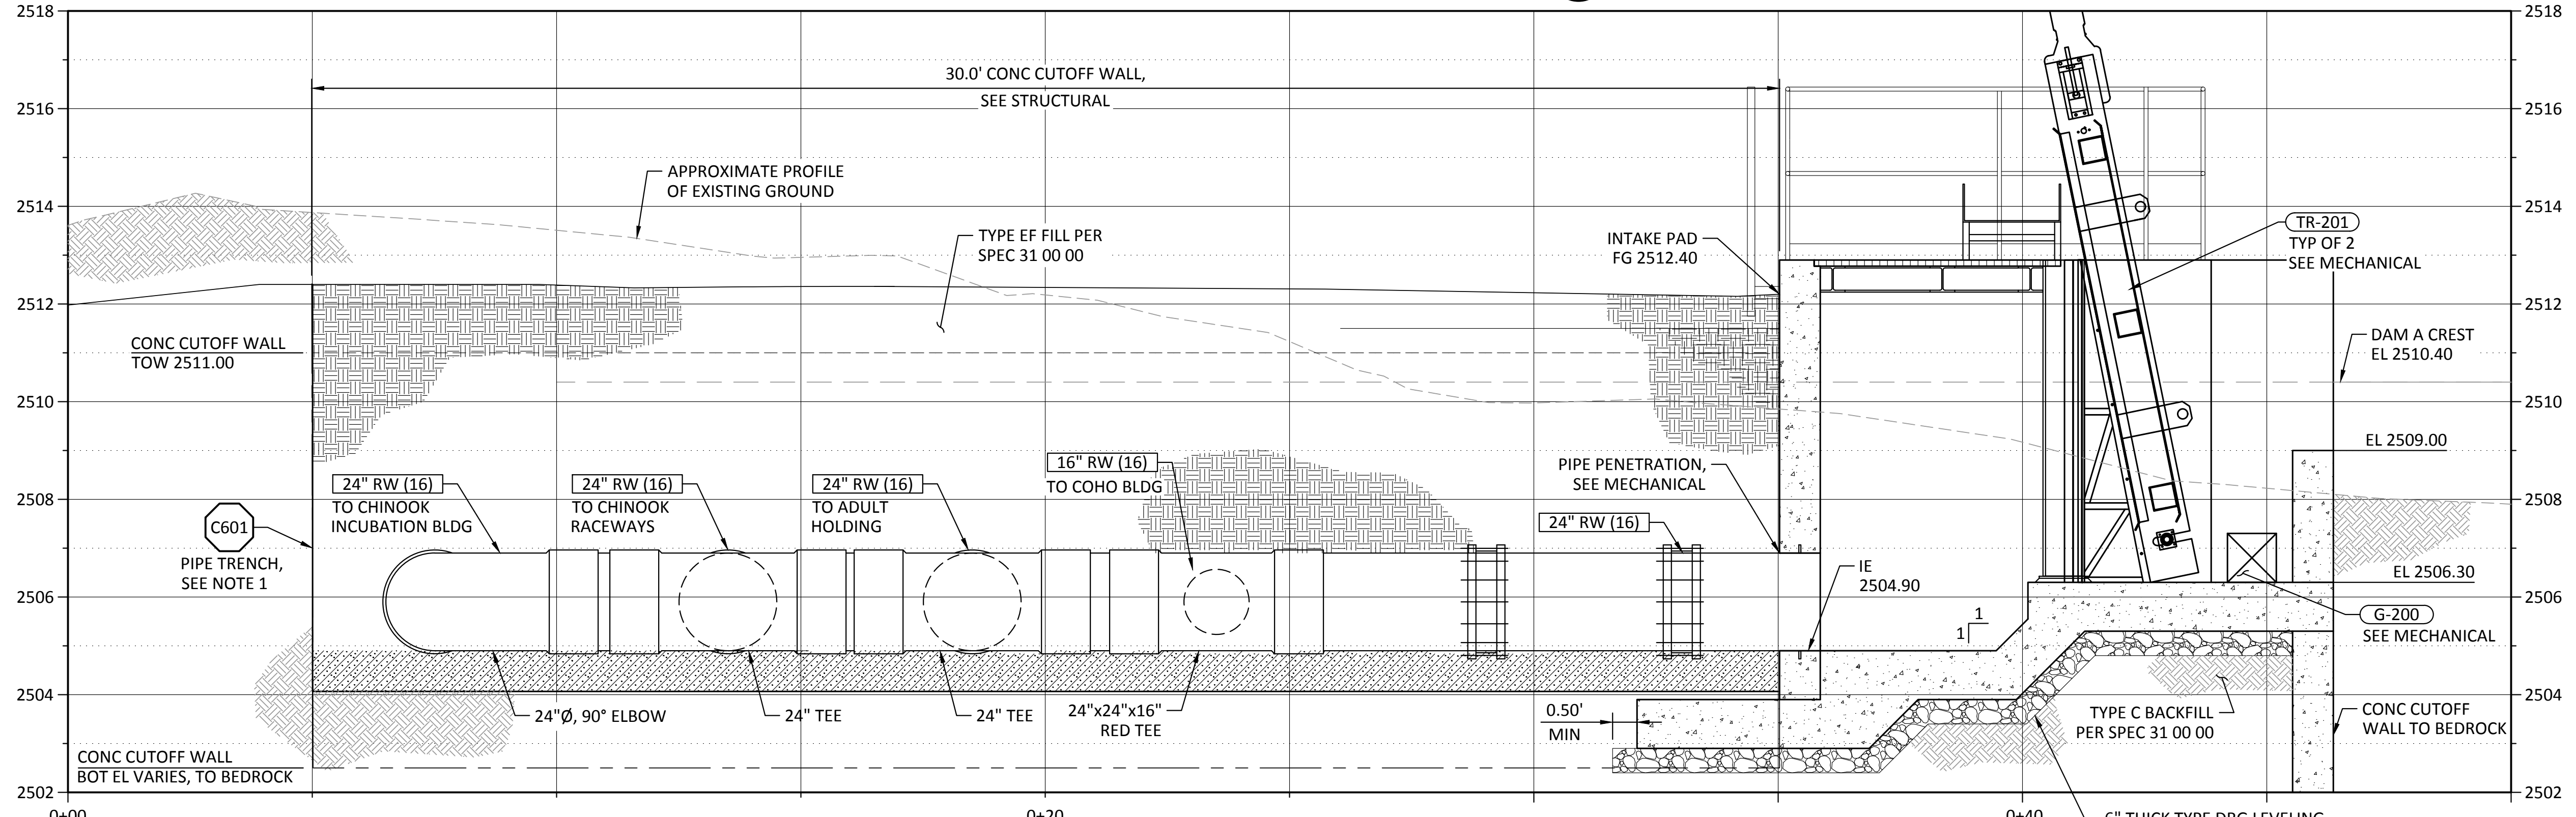 2518
2518
30.0' CONC CUTOFF WALL,
SEE STRUCTURAL
2516
2516
APPROXIMATE PROFILE
OF EXISTING GROUND
2514
2514
TYPE EF FILL PER
SPEC 31 00 00
INTAKE PAD
FG 2512.40
TR-201
TYP OF 2
SEE MECHANICAL
2512
2512
CONC CUTOFF WALL
TOW 2511.00
DAM A CREST
EL 2510.40
2510
2510
EL 2509.00
16" RW (16)
TO COHO BLDG
PIPE PENETRATION,
SEE MECHANICAL
24" RW (16)
TO CHINOOK
INCUBATION BLDG
24" RW (16)
TO CHINOOK
RACEWAYS
24" RW (16)
TO ADULT
HOLDING
2508
2508
24" RW (16)
C601
PIPE TRENCH,
SEE NOTE 1
IE
2504.90
EL 2506.30
2506
2506
1
1
G-200
SEE MECHANICAL
2504
2504
24"Ø, 90° ELBOW
24" TEE
24" TEE
24"x24"x16"
RED TEE
0.50'
MIN
TYPE C BACKFILL
PER SPEC 31 00 00
CONC CUTOFF
WALL TO BEDROCK
CONC CUTOFF WALL
BOT EL VARIES, TO BEDROCK
2502
2502
0+00
0+20
0+40
6" THICK TYPE DRG LEVELING